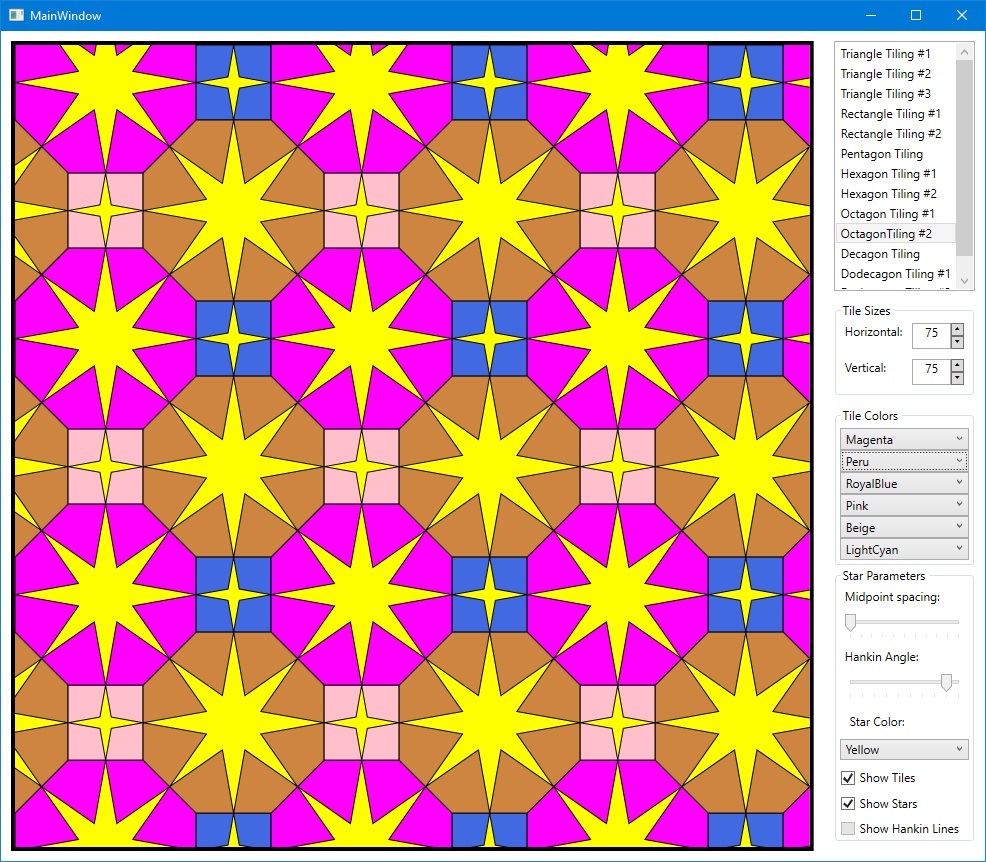 MainWindow
Triangle Tiling #1
Triangle Tiling #2
Triangle Tiling #3
Rectangle Tiling #1
Rectangle Tiling #2
Pentagon Tiling
Hexagon Tiling #1
Hexagon Tiling #2
Octagon Tiling #1
OctagonTiling #2
Decagon Tiling
Dodecagon Tiling #1
Tile Sizes
Horizontal: 75
Vertical: 75
Tile Colors
Magenta
Peru
RoyalBlue
Pink
Beige
LightCyan
Star Parameters
Midpoint spacing:
Hankin Angle:
Star Color:
Yellow
Show Tiles
Show Stars
Show Hankin Lines